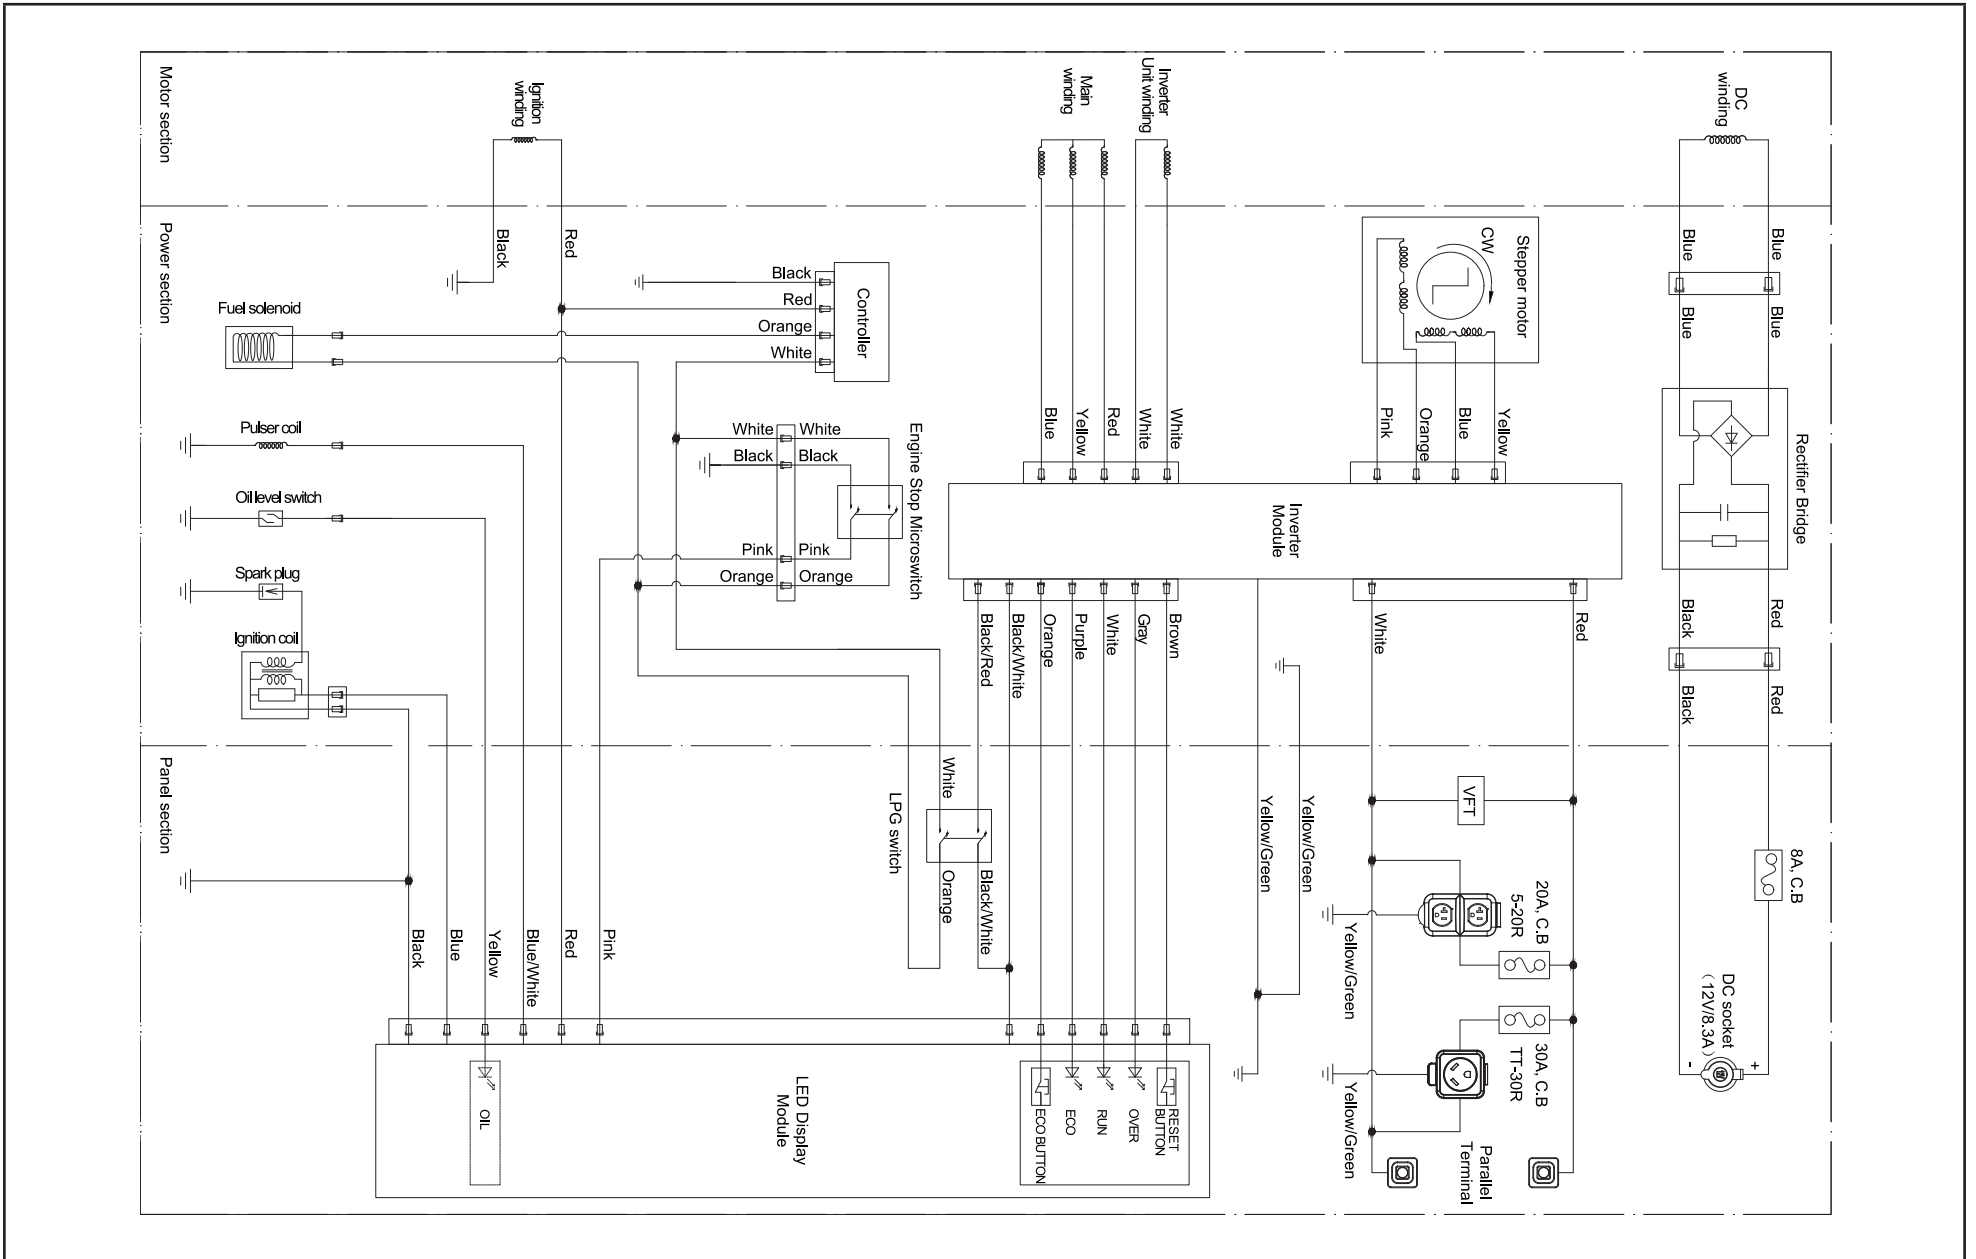 Motor section
Ignition
winding
Main
winding
Inverter
Unit winding
DC
winding
Power section
Black
Red
Fuel solenoid
Black
Red
Orange
White
Controller
CW
Stepper motor
Blue
Blue
Blue
Blue
Pulser coil
White
White
Black
Black
Engine Stop Microswitch
Blue
Yellow
Red
White
White
Pink
Orange
Blue
Yellow
Rectifier Bridge
Oil level switch
Inverter
Module
Pink
Pink
Orange
Orange
Spark plug
Ignition coil
Black/Red
Black/White
Orange
Purple
White
Gray
Brown
White
Red
Black
Red
Black
Red
Panel section
White
LPG switch
Orange
Black/White
Yellow/Green
Yellow/Green
VFT
8A, C.B
20A, C.B
5-20R
Yellow/Green
Black
Blue
Yellow
Blue/White
Red
Pink
DC socket
(12V/8.3A)
-
+
30A, C.B
TT-30R
Yellow/Green
OIL
LED Display
Module
ECO BUTTON
ECO
RUN
OVER
RESET
BUTTON
Parallel
Terminal